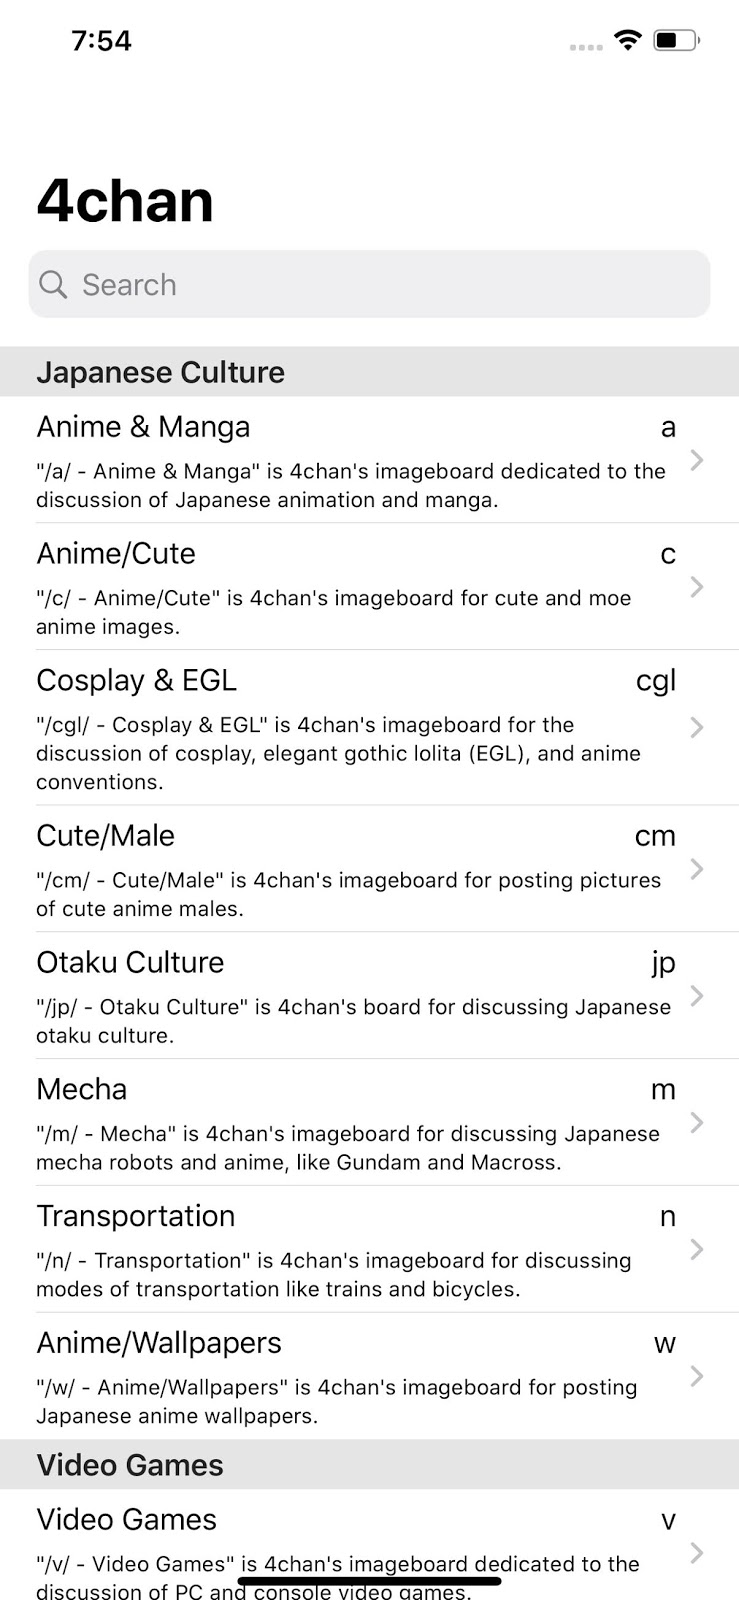 7:54
4chan
Search
Japanese Culture
Anime & Manga
a
"/a/ - Anime & Manga" is 4chan's imageboard dedicated to the
discussion of Japanese animation and manga.
Anime/Cute
c
"/c/ - Anime/Cute" is 4chan's imageboard for cute and moe
anime images.
Cosplay & EGL
cgl
"/cgl/ - Cosplay & EGL" is 4chan's imageboard for the
discussion of cosplay, elegant gothic lolita (EGL), and anime
conventions.
Cute/Male
cm
"/cm/ - Cute/Male" is 4chan's imageboard for posting pictures
of cute anime males.
Otaku Culture
jp
"/jp/ - Otaku Culture" is 4chan's board for discussing Japanese
otaku culture.
Mecha
m
"/m/ - Mecha" is 4chan's imageboard for discussing Japanese
mecha robots and anime, like Gundam and Macross.
Transportation
n
"/n/ - Transportation" is 4chan's imageboard for discussing
modes of transportation like trains and bicycles.
Anime/Wallpapers
w
"/w/ - Anime/Wallpapers" is 4chan's imageboard for posting
Japanese anime wallpapers.
Video Games
Video Games
v
"/v/ - Video Games" is 4chan's imageboard dedicated to the
discussion of PC and console video games.